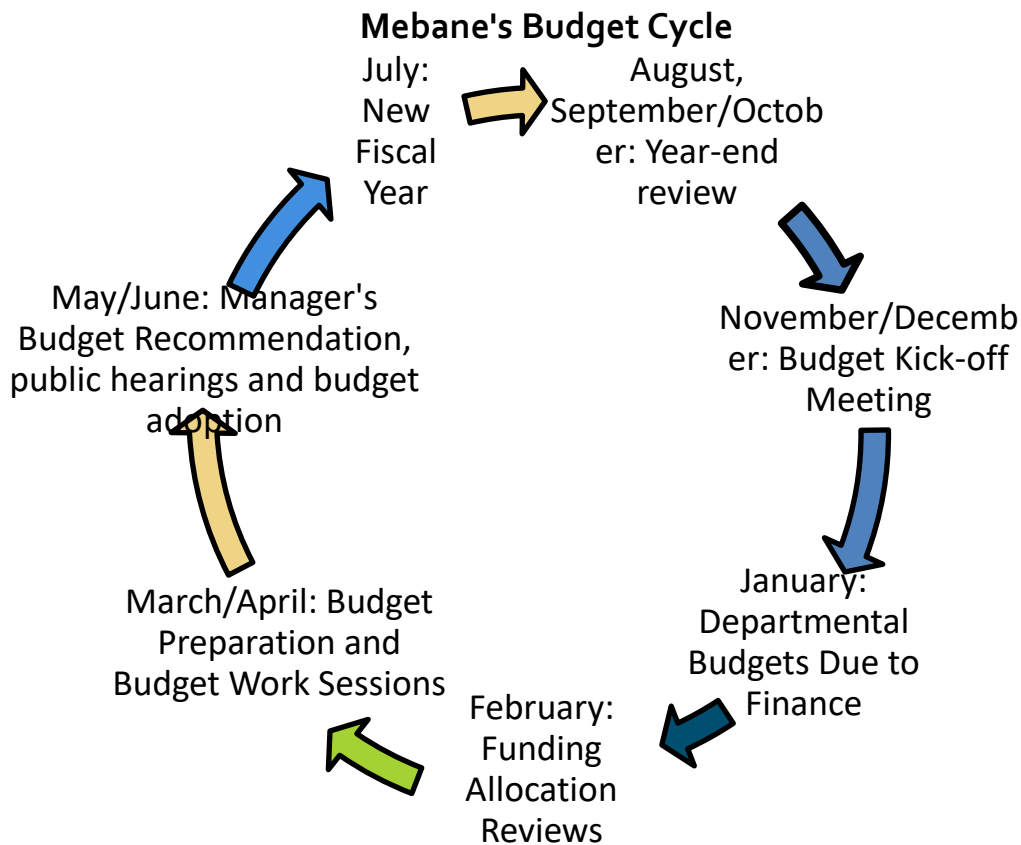 Mebane's Budget Cycle
July:
New
Fiscal
Year
August,
September/Octob
er: Year-end
review
November/Decemb
er: Budget Kick-off
Meeting
January:
Departmental
Budgets Due to
Finance
February:
Funding
Allocation
Reviews
March/April: Budget
Preparation and
Budget Work Sessions
May/June: Manager's
Budget Recommendation,
public hearings and budget
adoption